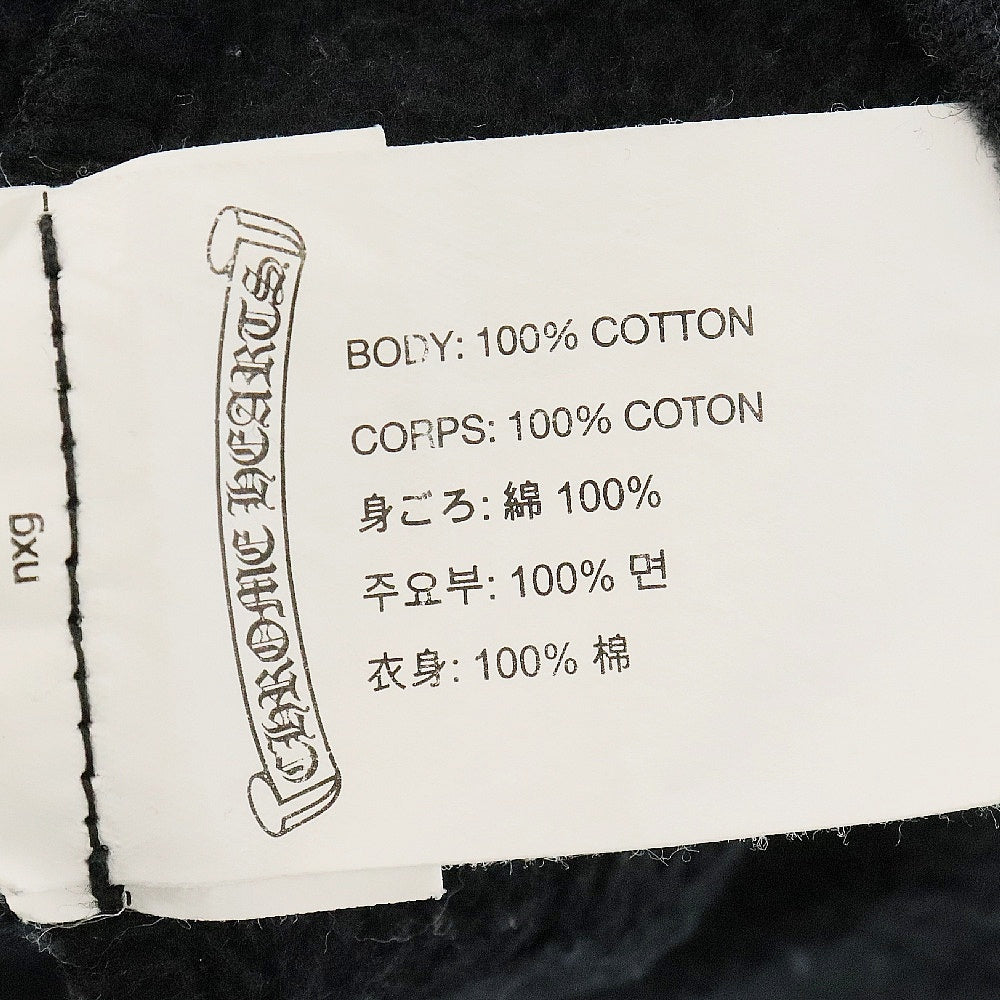 CHROME HEARTS
BODY: 100% COTTON
CORPS: 100% COTON
身ごろ: 綿 100%
주요부: 100% 면
衣身: 100% 棉
nxg